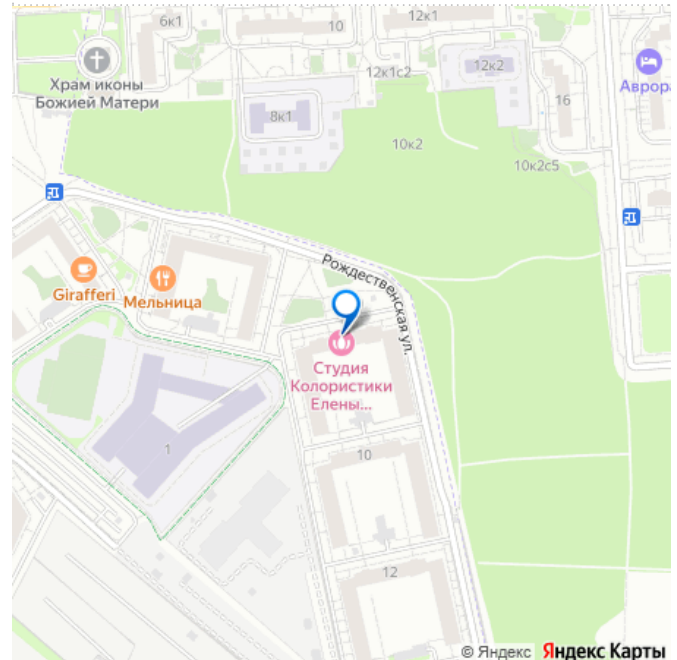 6к1
10
12к1
Храм иконы
Божией Матери
12к1с2
12к2
Аврора
8к1
16
10к2
10к2с5
Рождественская ул.
Giraffe​ri
Мельница
Студия
Колористики
Елены...
1
10
12
© Яндекс Яндекс Карты